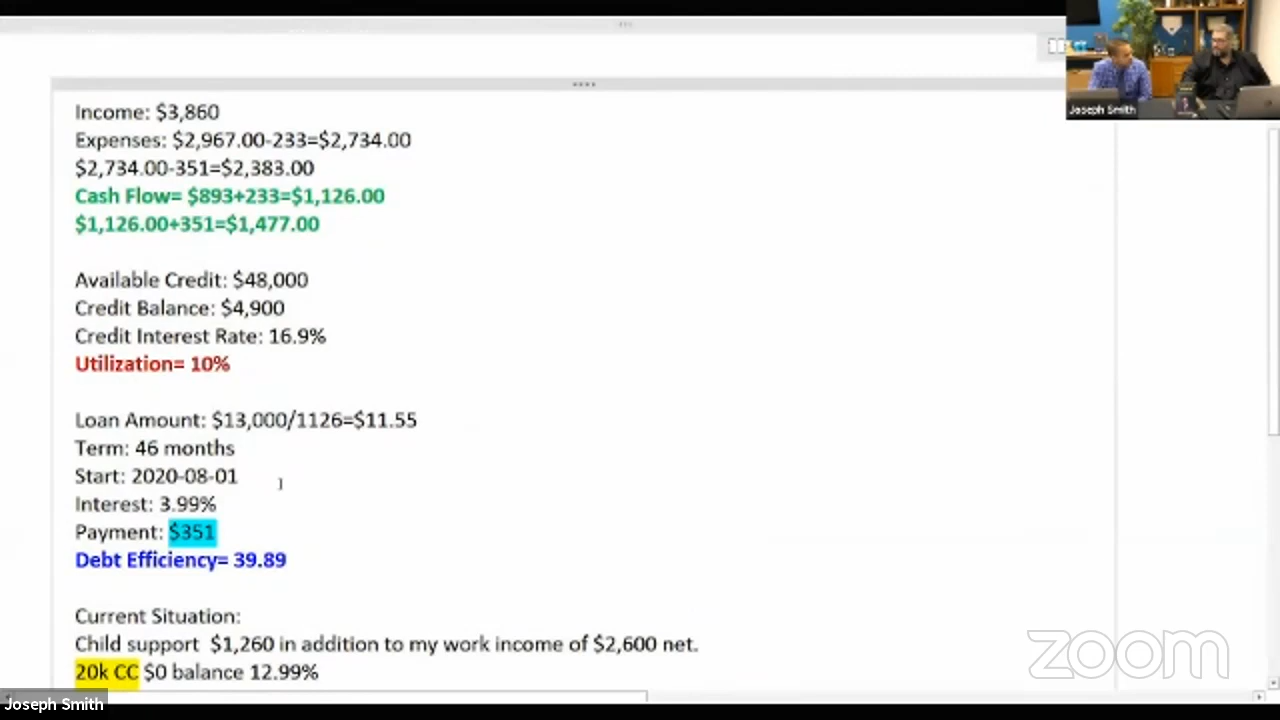 Income: $3,860
Expenses: $2,967.00-233=$2,734.00
$2,734.00-351=$2,383.00
Cash Flow= $893+233=$1,126.00
$1,126.00+351=$1,477.00
Available Credit: $48,000
Credit Balance: $4,900
Credit Interest Rate: 16.9%
Utilization= 10%
Loan Amount: $13,000/1126=$11.55
Term: 46 months
Start: 2020-08-01
Interest: 3.99%
Payment: $351
Debt Efficiency= 39.89
Current Situation:
Child support  $1,260 in addition to my work income of $2,600 net.
20k CC $0 balance 12.99%
Joseph Smith
zoom
Joseph Smith